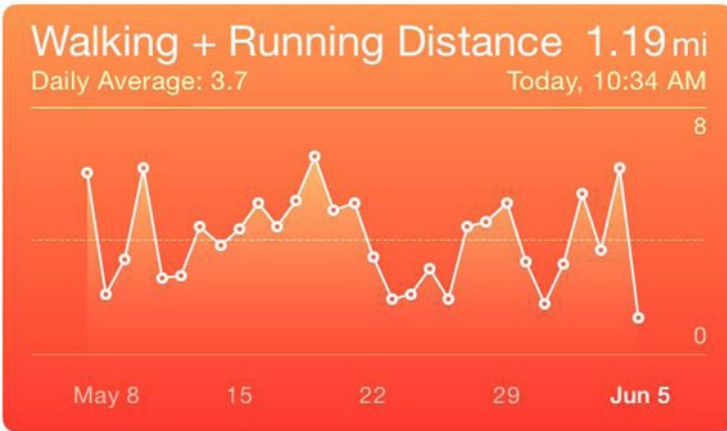 Walking + Running Distance 1.19 mi
Daily Average: 3.7 Today, 10:34 AM
8
0
May 8 15 22 29 Jun 5